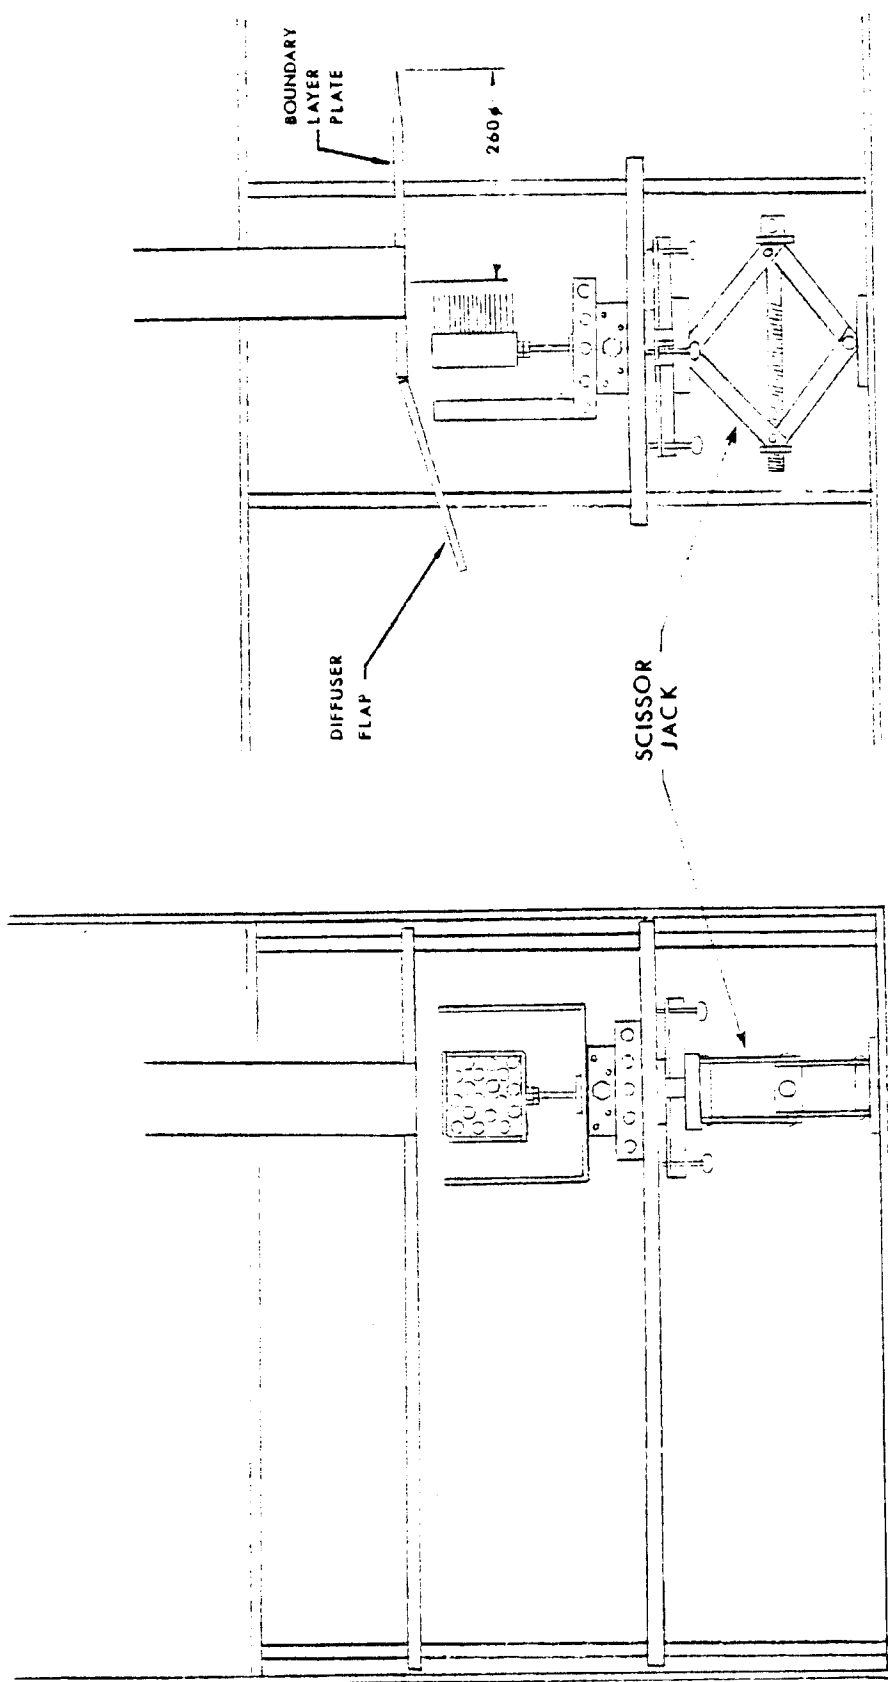 BOUNDARY
LAYER
PLATE
260¢
DIFFUSER
FLAP
SCISSOR
JACK